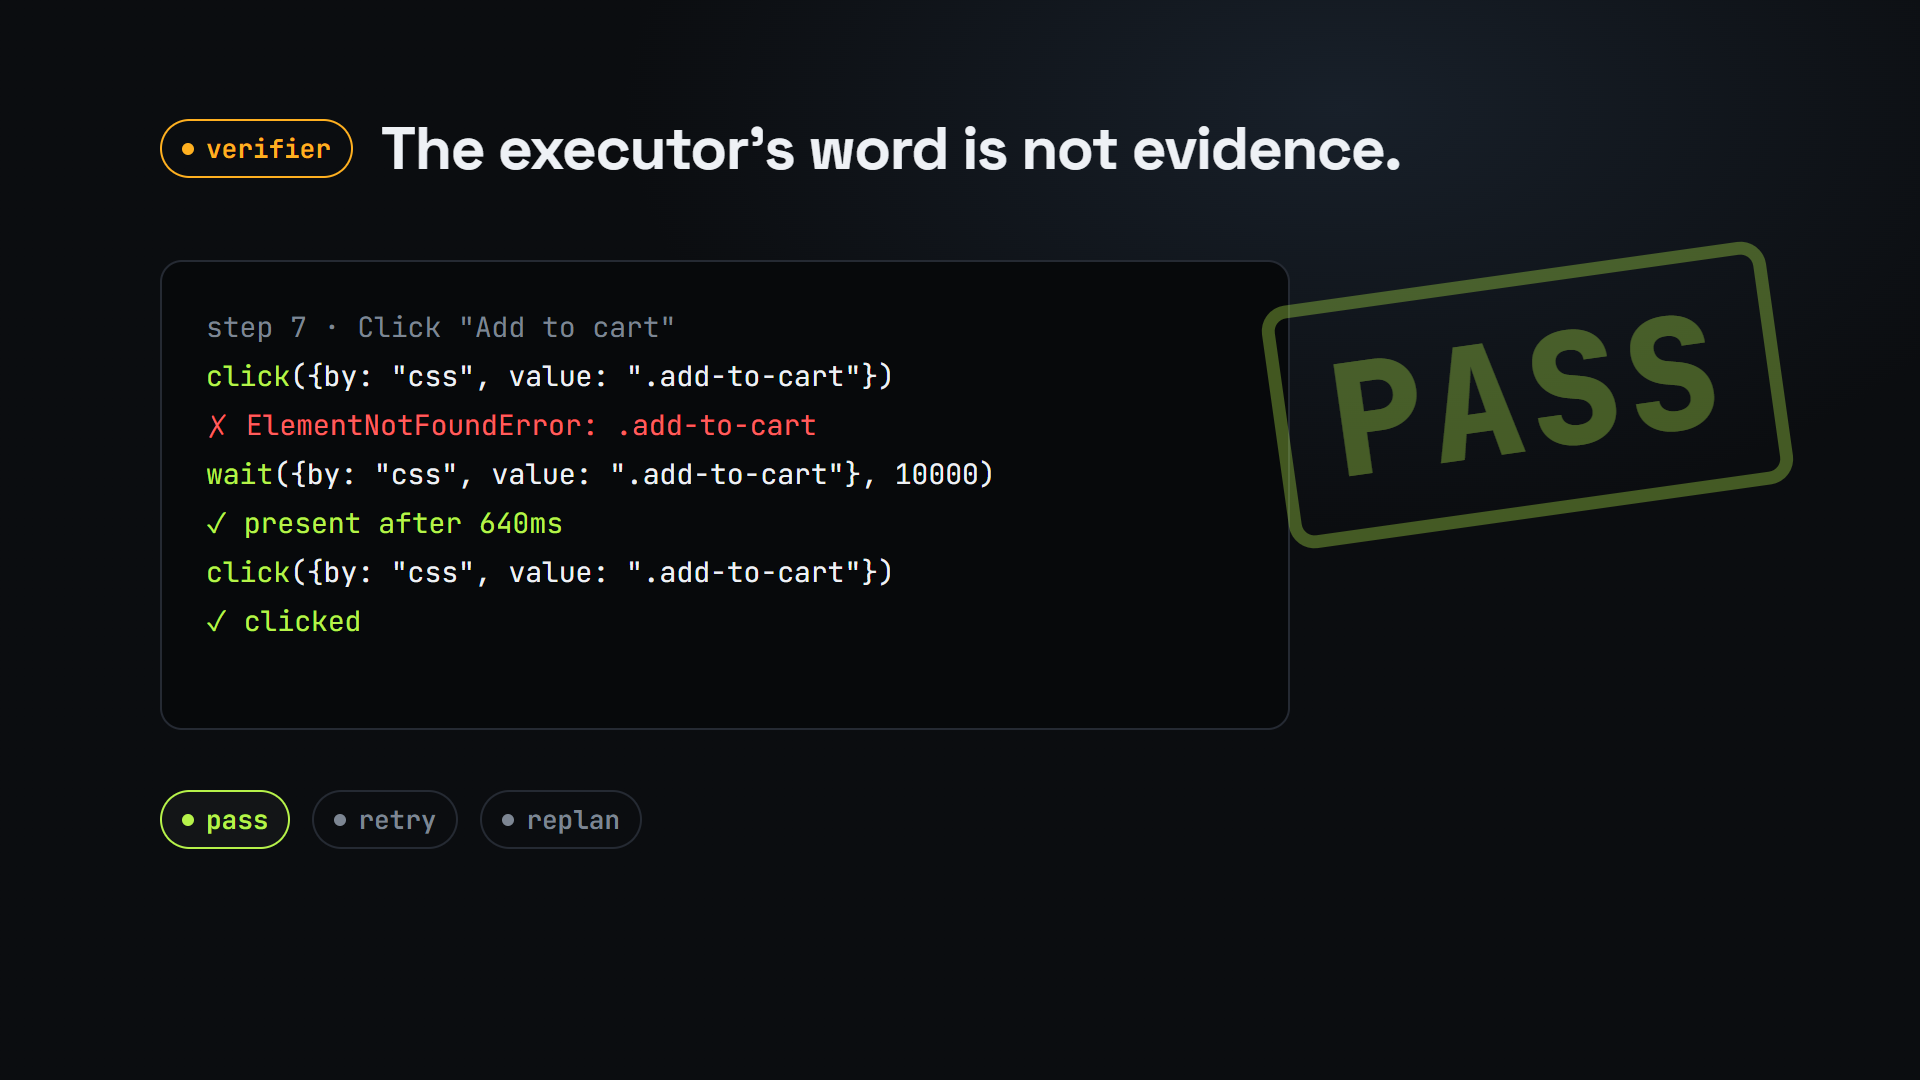 verifier
The executor’s word is not evidence.
step 7 · Click "Add to cart"
click({by: "css", value: ".add-to-cart"})
✗ ElementNotFoundError: .add-to-cart
wait({by: "css", value: ".add-to-cart"}, 10000)
✓ present after 640ms
click({by: "css", value: ".add-to-cart"})
✓ clicked
PASS
pass
retry
replan